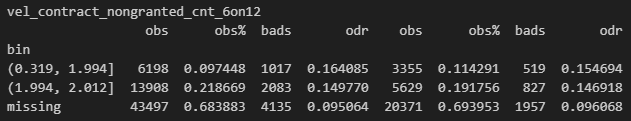 vel_contract_nongranted_cnt_6on12
obs obs% bads odr obs obs% bads odr
bin
(0.319, 1.994] 6198 0.097448 1017 0.164085 3355 0.114291 519 0.154694
(1.994, 2.012] 13908 0.218669 2083 0.149770 5629 0.191756 827 0.146918
missing 43497 0.683883 4135 0.095064 20371 0.693953 1957 0.096068